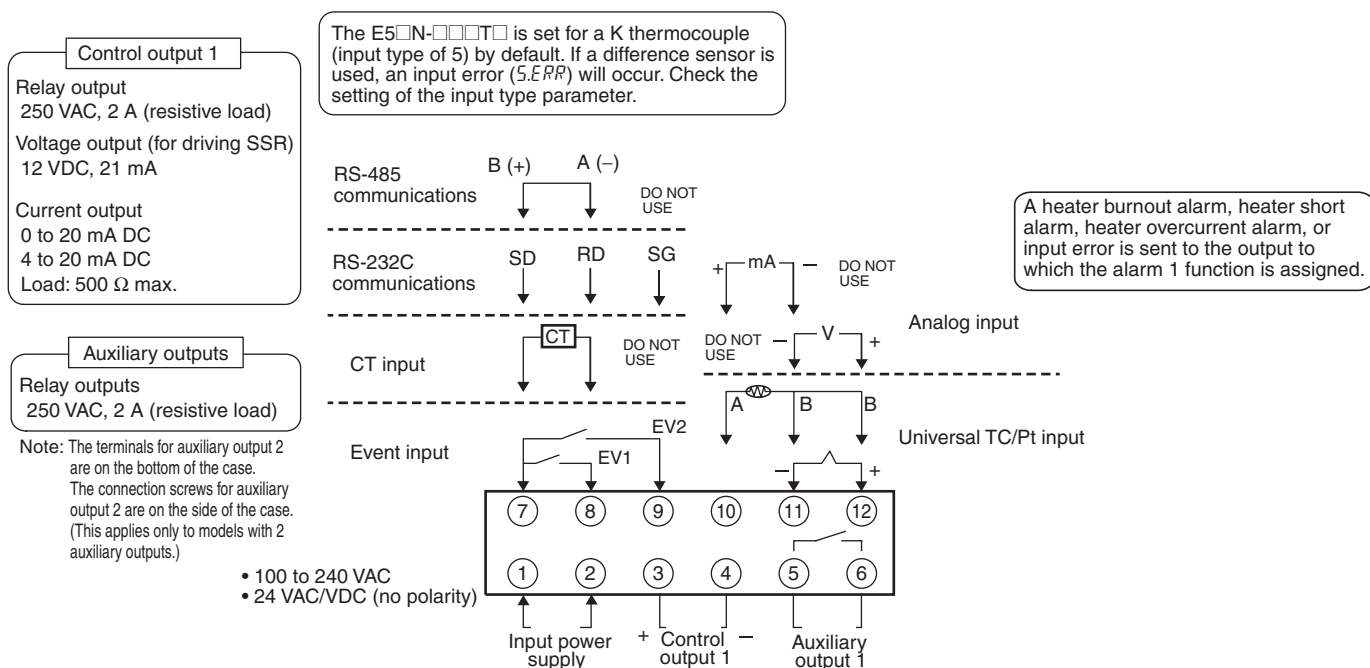 Control output 1
Relay output
250 VAC, 2 A (resistive load)
Voltage output (for driving SSR)
12 VDC, 21 mA
Current output
0 to 20 mA DC
4 to 20 mA DC
Load: 500 Ω max.
Auxiliary outputs
Relay outputs
250 VAC, 2 A (resistive load)
Note: The terminals for auxiliary output 2
are on the bottom of the case.
The connection screws for auxiliary
output 2 are on the side of the case.
(This applies only to models with 2
auxiliary outputs.)
The E5□N-□□□T□ is set for a K thermocouple
(input type of 5) by default. If a difference sensor is
used, an input error (S.ERR) will occur. Check the
setting of the input type parameter.
A heater burnout alarm, heater short
alarm, heater overcurrent alarm, or
input error is sent to the output to
which the alarm 1 function is assigned.
RS-485
communications
B (+) A (−)
DO NOT
USE
RS-232C
communications
SD RD SG
+ mA −
DO NOT
USE
CT input
CT
DO NOT
USE
DO NOT
USE
− V +
Analog input
A B B
Universal TC/Pt input
− +
Event input
EV2
EV1
7 8 9 10 11 12
1 2 3 4 5 6
• 100 to 240 VAC
• 24 VAC/VDC (no polarity)
Input power
supply
+ Control −
output 1
Auxiliary
output 1